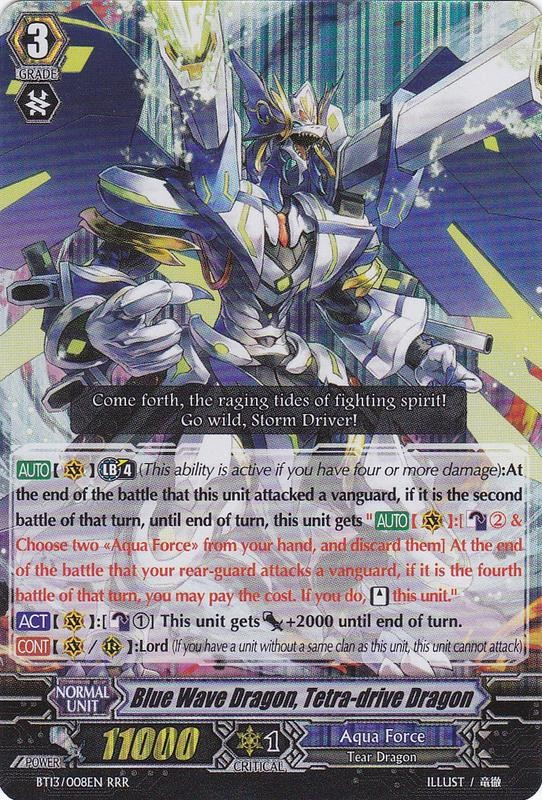 3
GRADE
Come forth, the raging tides of fighting spirit!
Go wild, Storm Driver!
AUTO【 】LB4 (This ability is active if you have four or more damage):At
the end of the battle that this unit attacked a vanguard, if it is the second
battle of that turn, until end of turn, this unit gets " AUTO【 】:[ ② &
Choose two «Aqua Force» from your hand, and discard them] At the end
of the battle that your rear-guard attacks a vanguard, if it is the fourth
battle of that turn, you may pay the cost. If you do, this unit."
ACT【 】:[ ①] This unit gets +2000 until end of turn.
CONT【 / 】:Lord (If you have a unit without a same clan as this unit, this unit cannot attack)
NORMAL
UNIT
Blue Wave Dragon, Tetra-drive Dragon
POWER
11000
1
CRITICAL
Aqua Force
Tear Dragon
BT13/008EN RRR
ILLUST / 竜徹